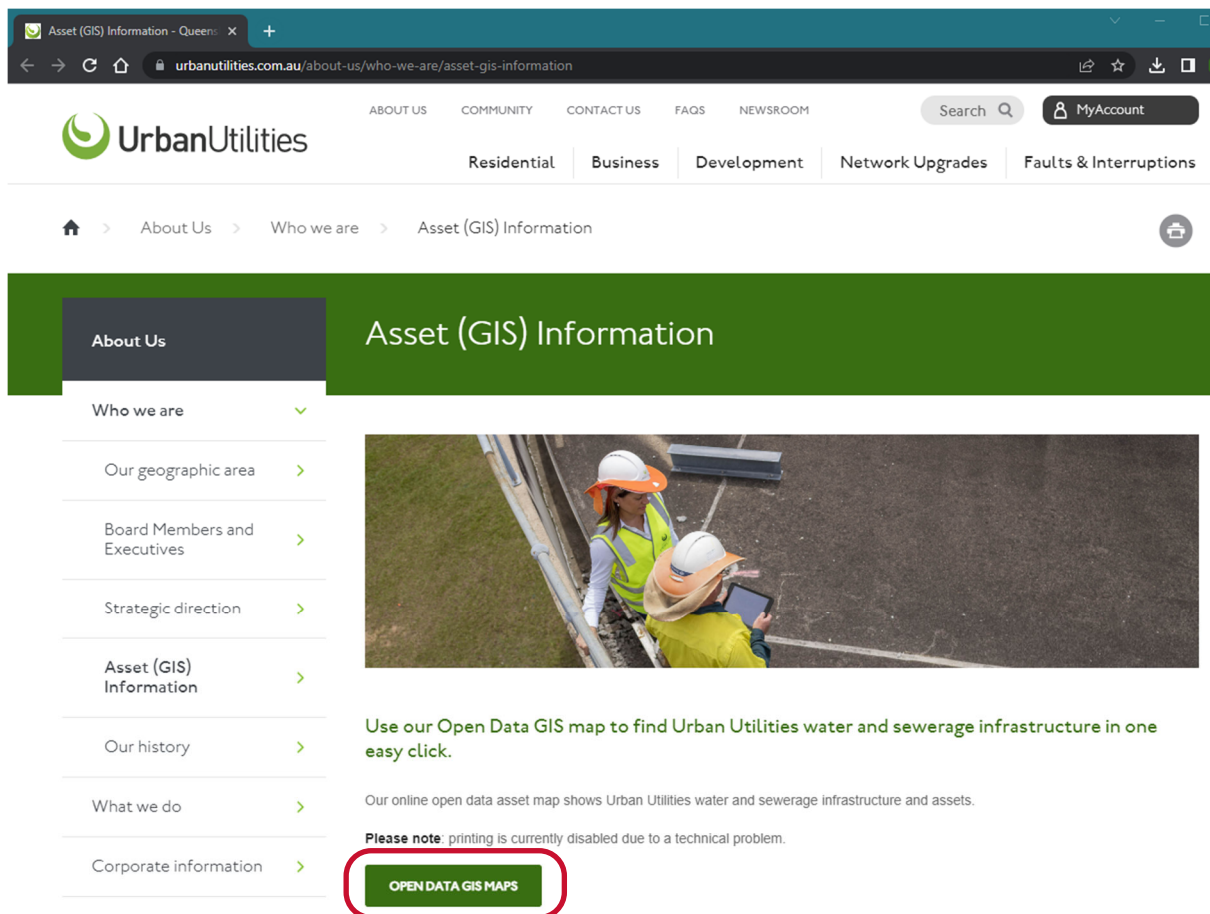 Asset (GIS) Information - Queens
urbanutilities.com.au/about-us/who-we-are/asset-gis-information
ABOUT US COMMUNITY CONTACT US FAQS NEWSROOM Search MyAccount
UrbanUtilities
Residential Business Development Network Upgrades Faults & Interruptions
About Us Who we are Asset (GIS) Information
About Us
Asset (GIS) Information
Who we are
Our geographic area
Board Members and
Executives
Strategic direction
Asset (GIS)
Information
Our history
What we do
Corporate information
Use our Open Data GIS map to find Urban Utilities water and sewerage infrastructure in one
easy click.
Our online open data asset map shows Urban Utilities water and sewerage infrastructure and assets.
Please note: printing is currently disabled due to a technical problem.
OPEN DATA GIS MAPS